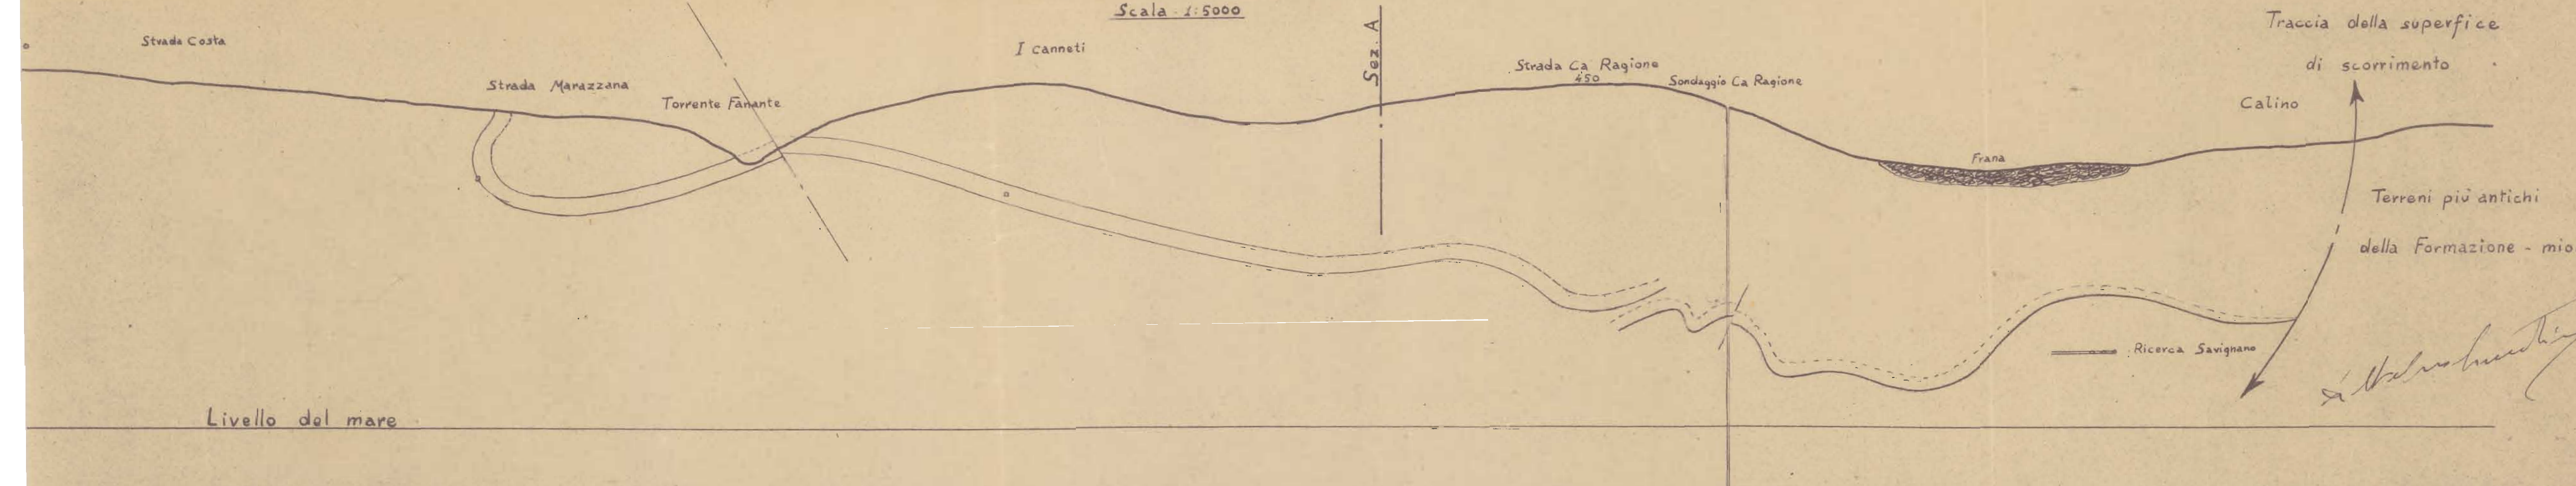 Scala 1:5000
Strada Costa
Strada Marazzana
Torrente Fanante
I canneti
Sez. A
Strada Ca Ragione
450
Sondaggio Ca Ragione
Traccia della superfice
di scorrimento
Calino
Frana
Terreni più antichi
della Formazione - mio
Ricerca Savignano
Livello del mare